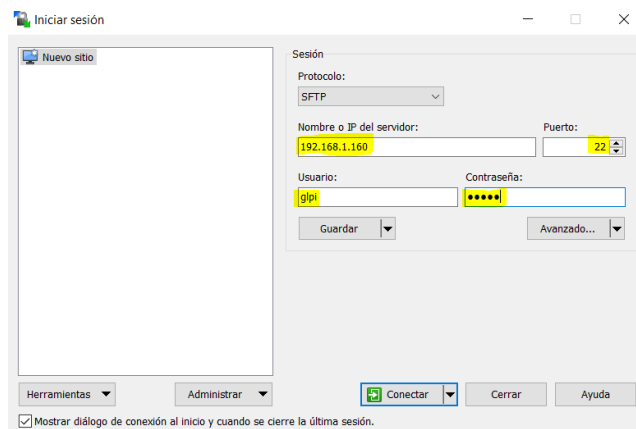 Iniciar sesión
Nuevo sitio
Sesión
Protocolo:
SFTP
Nombre o IP del servidor:
Puerto:
192.168.1.160
22
Usuario:
Contraseña:
glpi
•••••
Guardar
Avanzado...
Herramientas
Administrar
Conectar
Cerrar
Ayuda
Mostrar diálogo de conexión al inicio y cuando se cierre la última sesión.